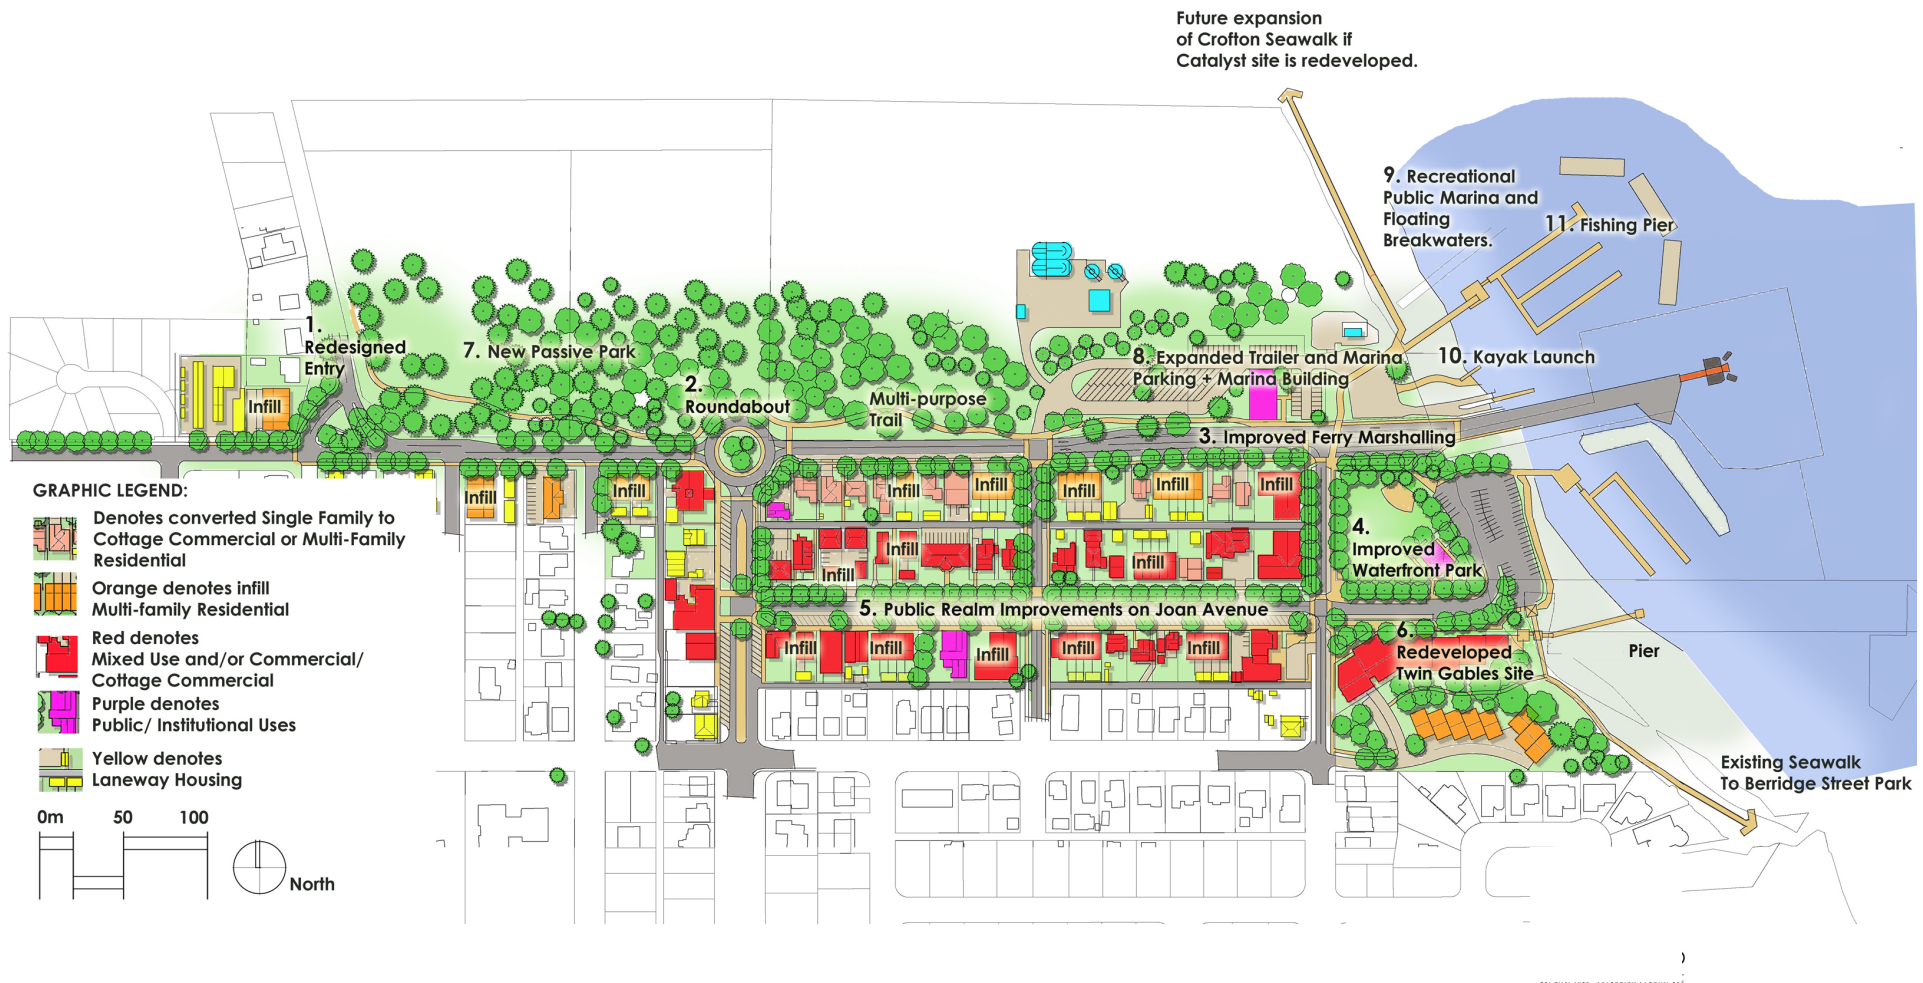 Future expansion
of Crofton Seawalk if
Catalyst site is redeveloped.
9. Recreational
Public Marina and
Floating
Breakwaters.
11. Fishing Pier
1.
Redesigned
Entry
7. New Passive Park
2.
Roundabout
Multi-purpose
Trail
8. Expanded Trailer and Marina
Parking + Marina Building
10. Kayak Launch
3. Improved Ferry Marshalling
Infill
Infill
Infill
Infill
Infill
Infill
Infill
Infill
Infill
Infill
Infill
4.
Improved
Waterfront Park
5. Public Realm Improvements on Joan Avenue
Infill
Infill
Infill
Infill
Infill
6.
Redeveloped
Twin Gables Site
Pier
Existing Seawalk
To Berridge Street Park
GRAPHIC LEGEND:
Denotes converted Single Family to
Cottage Commercial or Multi-Family
Residential
Orange denotes infill
Multi-family Residential
Red denotes
Mixed Use and/or Commercial/
Cottage Commercial
Purple denotes
Public/ Institutional Uses
Yellow denotes
Laneway Housing
0m 50 100
North